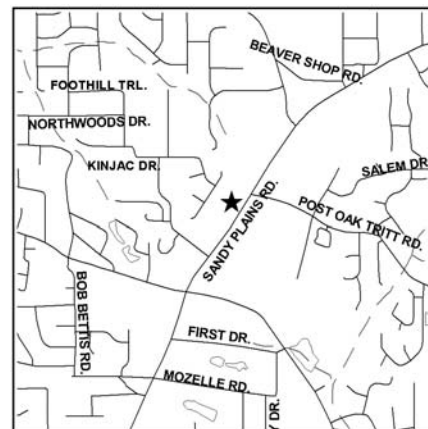 BEAVER SHOP RD.
FOOTHILL TRL.
NORTHWOODS DR.
KINJAC DR.
SALEM DR
SANDY PLAINS RD.
POST OAK TRITT RD.
BOB BETTIS RD.
FIRST DR.
MOZELLE RD.
Y DR.